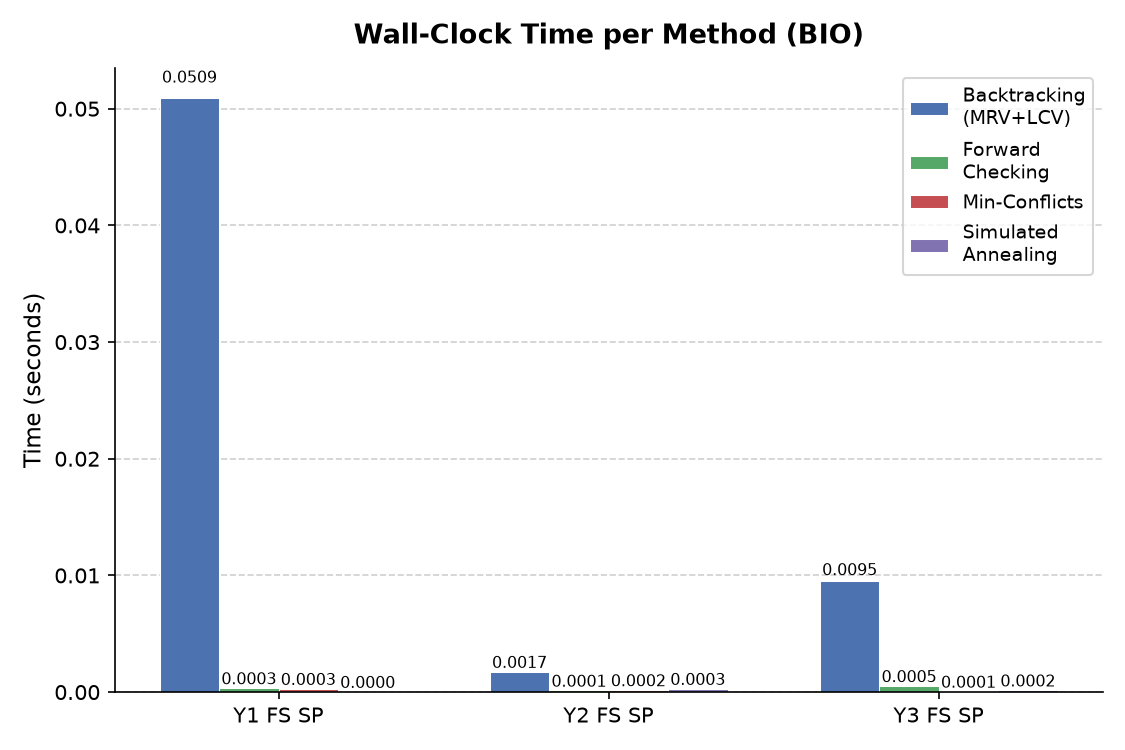 Wall-Clock Time per Method (BIO)
Time (seconds)
0.05
0.04
0.03
0.02
0.01
0.00
0.0509
0.0003 0.0003 0.0000
0.0017
0.0001 0.0002 0.0003
0.0095
0.0005 0.0001 0.0002
Y1 FS SP
Y2 FS SP
Y3 FS SP
Backtracking
(MRV+LCV)
Forward
Checking
Min-Conflicts
Simulated
Annealing